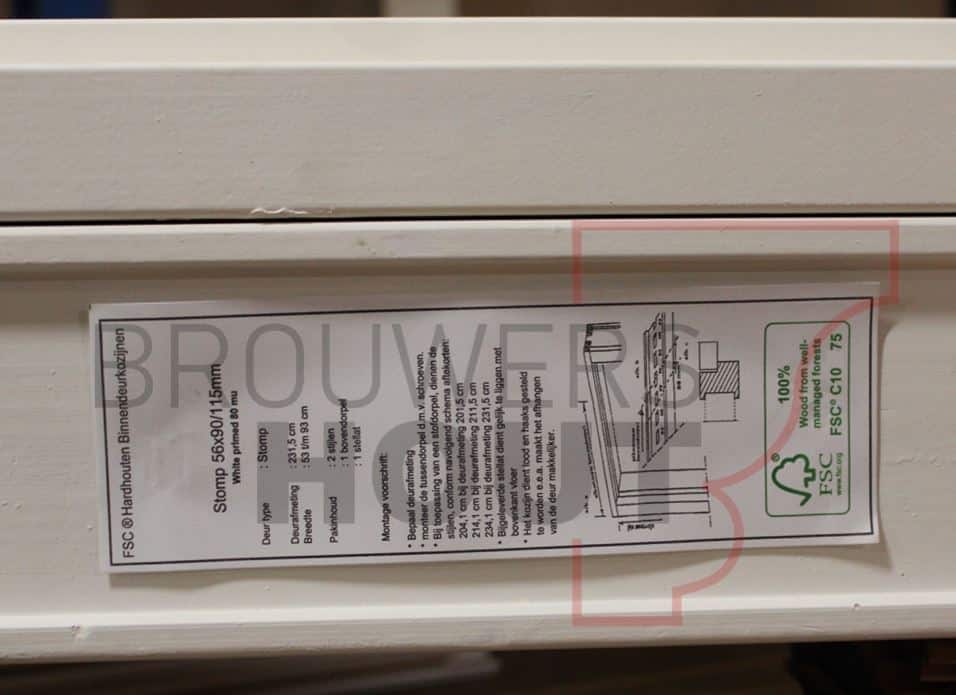 FSC ® Hardhouten Binnendeurkozijnen
Stomp 56x90/115mm
White primed 80 mu
Deur type : Stomp
Deurafmeting : 231,5 cm
Breedte : 53 t/m 93 cm
Pakinhoud : 2 stijlen
: 1 bovendorpel
: 1 stellat
Montage voorschrift:
• Bepaal deurafmeting
• monteer de tussendorpel d.m.v. schroeven.
• Bij toepassing van een stofdorpel, dienen de
stijlen, conform navolgend schema afkorten:
204,1 cm bij deurafmeting 201,5 cm
214,1 cm bij deurafmeting 211,5 cm
234,1 cm bij deurafmeting 231,5 cm
• Bijgeleverde stellat dient gelijk te liggen met
bovenkant vloer
• Het kozijn dient lood en haaks gesteld
te worden e.e.a. maakt het afhangen
van de deur makkelijker.
100%
Wood from well-
managed forests
FSC® C10 75
®
FSC
www.fsc.org
BROUWERS
HOUT